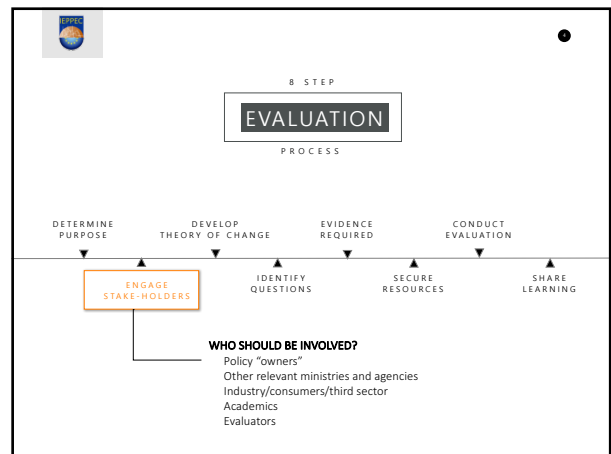 IEPPEC
8 STEP
EVALUATION
PROCESS
DETERMINE
PURPOSE
DEVELOP
THEORY OF CHANGE
EVIDENCE
REQUIRED
CONDUCT
EVALUATION
ENGAGE
STAKE-HOLDERS
IDENTIFY
QUESTIONS
SECURE
RESOURCES
SHARE
LEARNING
WHO SHOULD BE INVOLVED?
Policy “owners”
Other relevant ministries and agencies
Industry/consumers/third sector
Academics
Evaluators